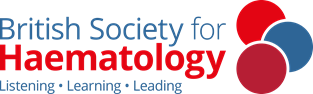 British Society for
Haematology
Listening • Learning • Leading